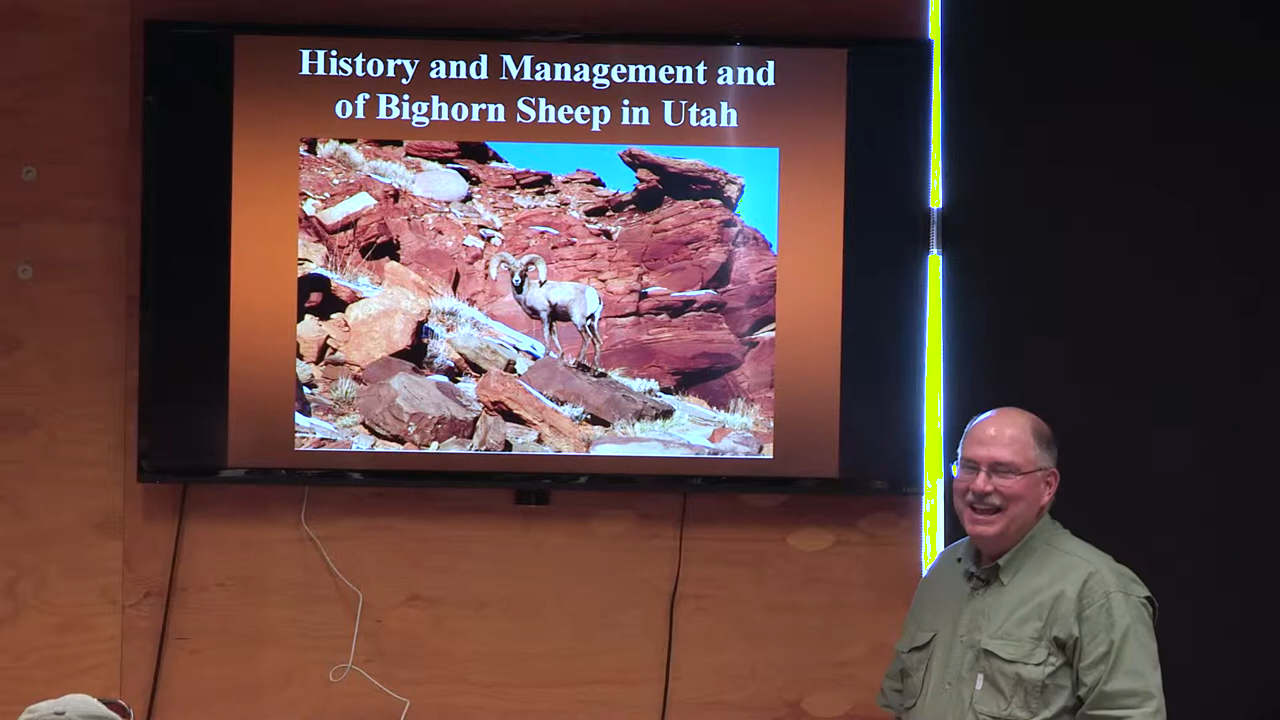 History and Management and
of Bighorn Sheep in Utah